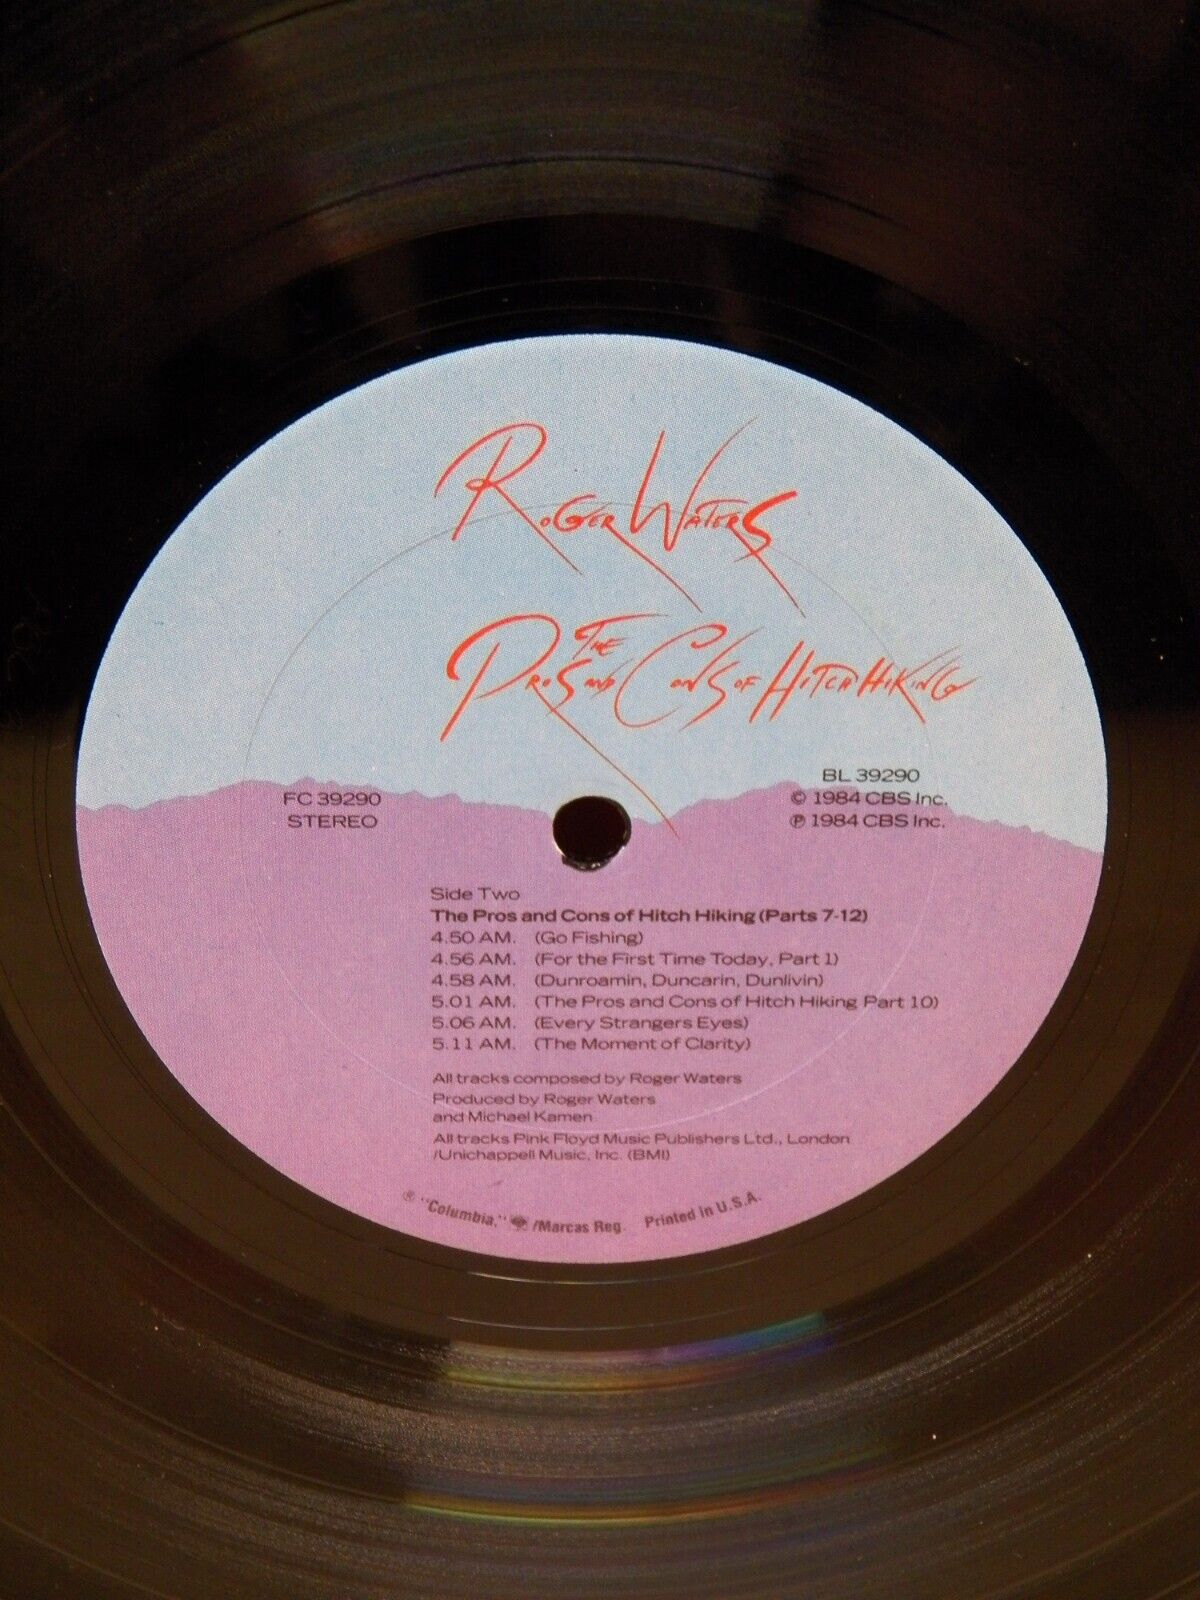 Roger Waters
The
Pros and Cons of Hitch Hiking
FC 39290
STEREO
BL 39290
© 1984 CBS Inc.
℗ 1984 CBS Inc.
Side Two
The Pros and Cons of Hitch Hiking (Parts 7-12)
4.50 AM. (Go Fishing)
4.56 AM. (For the First Time Today, Part 1)
4.58 AM. (Dunroamin, Duncarin, Dunlivin)
5.01 AM. (The Pros and Cons of Hitch Hiking Part 10)
5.06 AM. (Every Strangers Eyes)
5.11 AM. (The Moment of Clarity)
All tracks composed by Roger Waters
Produced by Roger Waters
and Michael Kamen
All tracks Pink Floyd Music Publishers Ltd., London
/Unichappell Music, Inc. (BMI)
® "Columbia," /Marcas Reg. Printed in U.S.A.